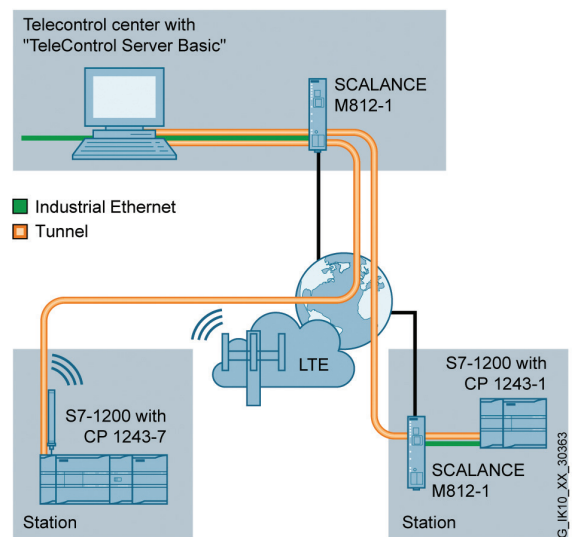 Telecontrol center with
"TeleControl Server Basic"
SCALANCE
M812-1
Industrial Ethernet
Tunnel
LTE
S7-1200 with
CP 1243-7
Station
S7-1200 with
CP 1243-1
SCALANCE
M812-1
Station
G_IK10_XX_30363